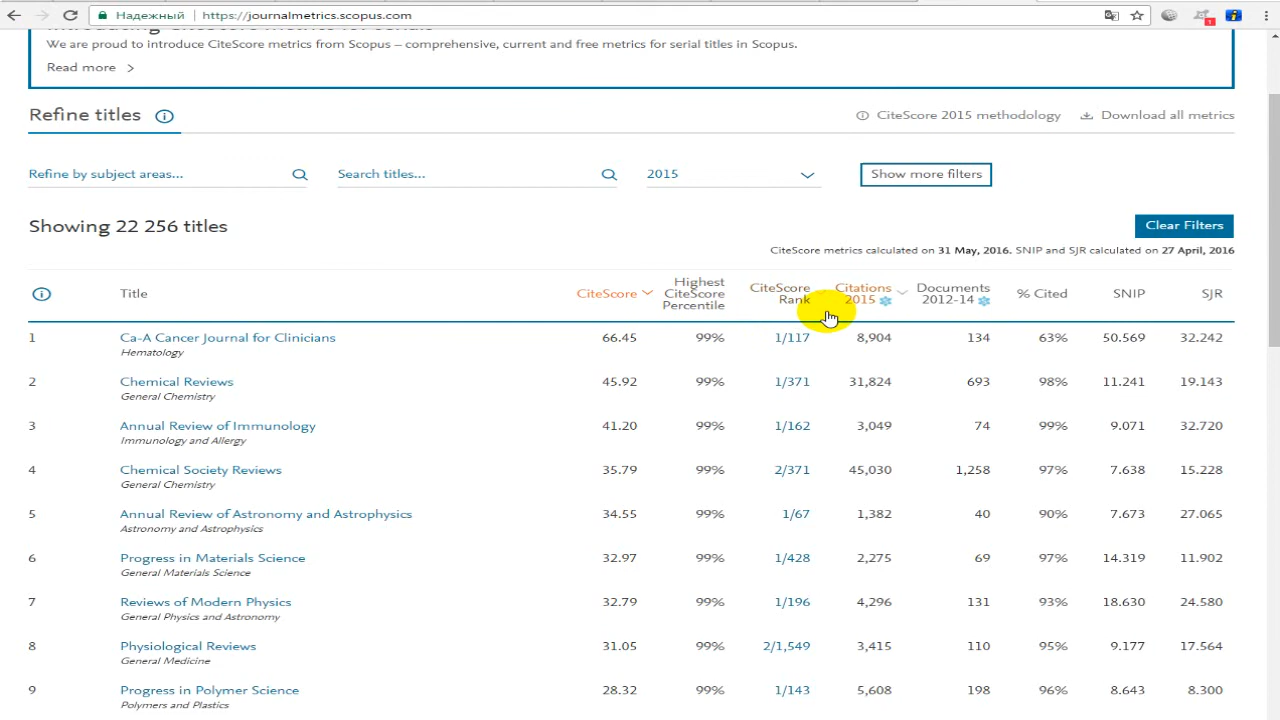 Надежный https://journalmetrics.scopus.com
We are proud to introduce CiteScore metrics from Scopus – comprehensive, current and free metrics for serial titles in Scopus.
Read more
Refine titles
CiteScore 2015 methodology Download all metrics
Refine by subject areas... Search titles... 2015 Show more filters
Showing 22 256 titles Clear Filters
CiteScore metrics calculated on 31 May, 2016. SNIP and SJR calculated on 27 April, 2016
Title CiteScore Highest CiteScore Percentile CiteScore Rank Citations 2015 Documents 2012-14 % Cited SNIP SJR
1 Ca-A Cancer Journal for Clinicians 66.45 99% 1/117 8,904 134 63% 50.569 32.242
Hematology
2 Chemical Reviews 45.92 99% 1/371 31,824 693 98% 11.241 19.143
General Chemistry
3 Annual Review of Immunology 41.20 99% 1/162 3,049 74 99% 9.071 32.720
Immunology and Allergy
4 Chemical Society Reviews 35.79 99% 2/371 45,030 1,258 97% 7.638 15.228
General Chemistry
5 Annual Review of Astronomy and Astrophysics 34.55 99% 1/67 1,382 40 90% 7.673 27.065
Astronomy and Astrophysics
6 Progress in Materials Science 32.97 99% 1/428 2,275 69 97% 14.319 11.902
General Materials Science
7 Reviews of Modern Physics 32.79 99% 1/196 4,296 131 93% 18.630 24.580
General Physics and Astronomy
8 Physiological Reviews 31.05 99% 2/1,549 3,415 110 95% 9.177 17.564
General Medicine
9 Progress in Polymer Science 28.32 99% 1/143 5,608 198 96% 8.643 8.300
Polymers and Plastics